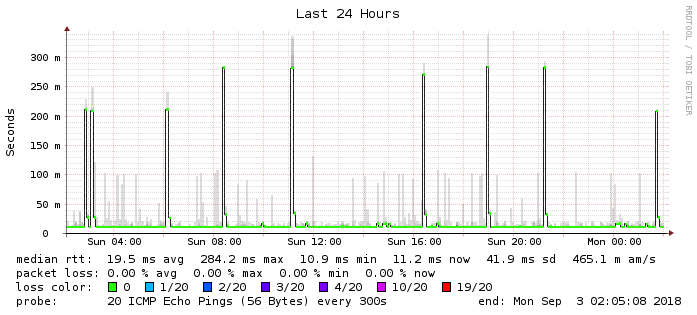 Last 24 Hours
RRDTOOL / TOBI OETIKER
Seconds
300 m
250 m
200 m
150 m
100 m
50 m
0
Sun 04:00 Sun 08:00 Sun 12:00 Sun 16:00 Sun 20:00 Mon 00:00
median rtt: 19.5 ms avg 284.2 ms max 10.9 ms min 11.2 ms now 41.9 ms sd 465.1 m am/s
packet loss: 0.00 % avg 0.00 % max 0.00 % min 0.00 % now
loss color: 0 1/20 2/20 3/20 4/20 10/20 19/20
probe: 20 ICMP Echo Pings (56 Bytes) every 300s end: Mon Sep 3 02:05:08 2018